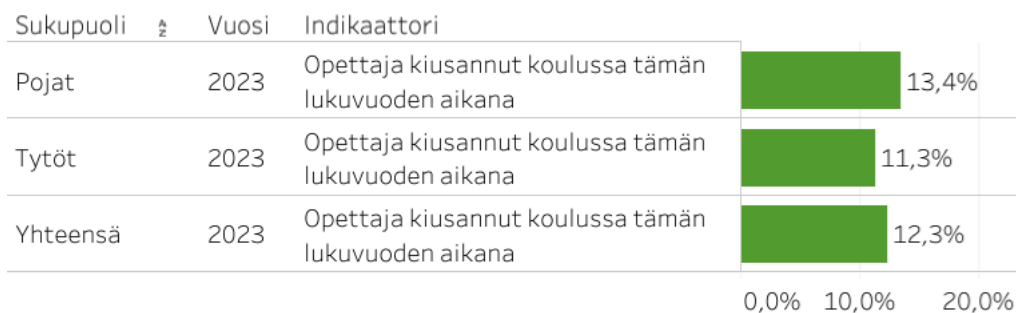 Sukupuoli Vuosi Indikaattori
Pojat 2023 Opettaja kiusannut koulussa tämän
lukuvuoden aikana 13,4%
Tytöt 2023 Opettaja kiusannut koulussa tämän
lukuvuoden aikana 11,3%
Yhteensä 2023 Opettaja kiusannut koulussa tämän
lukuvuoden aikana 12,3%
0,0% 10,0% 20,0%